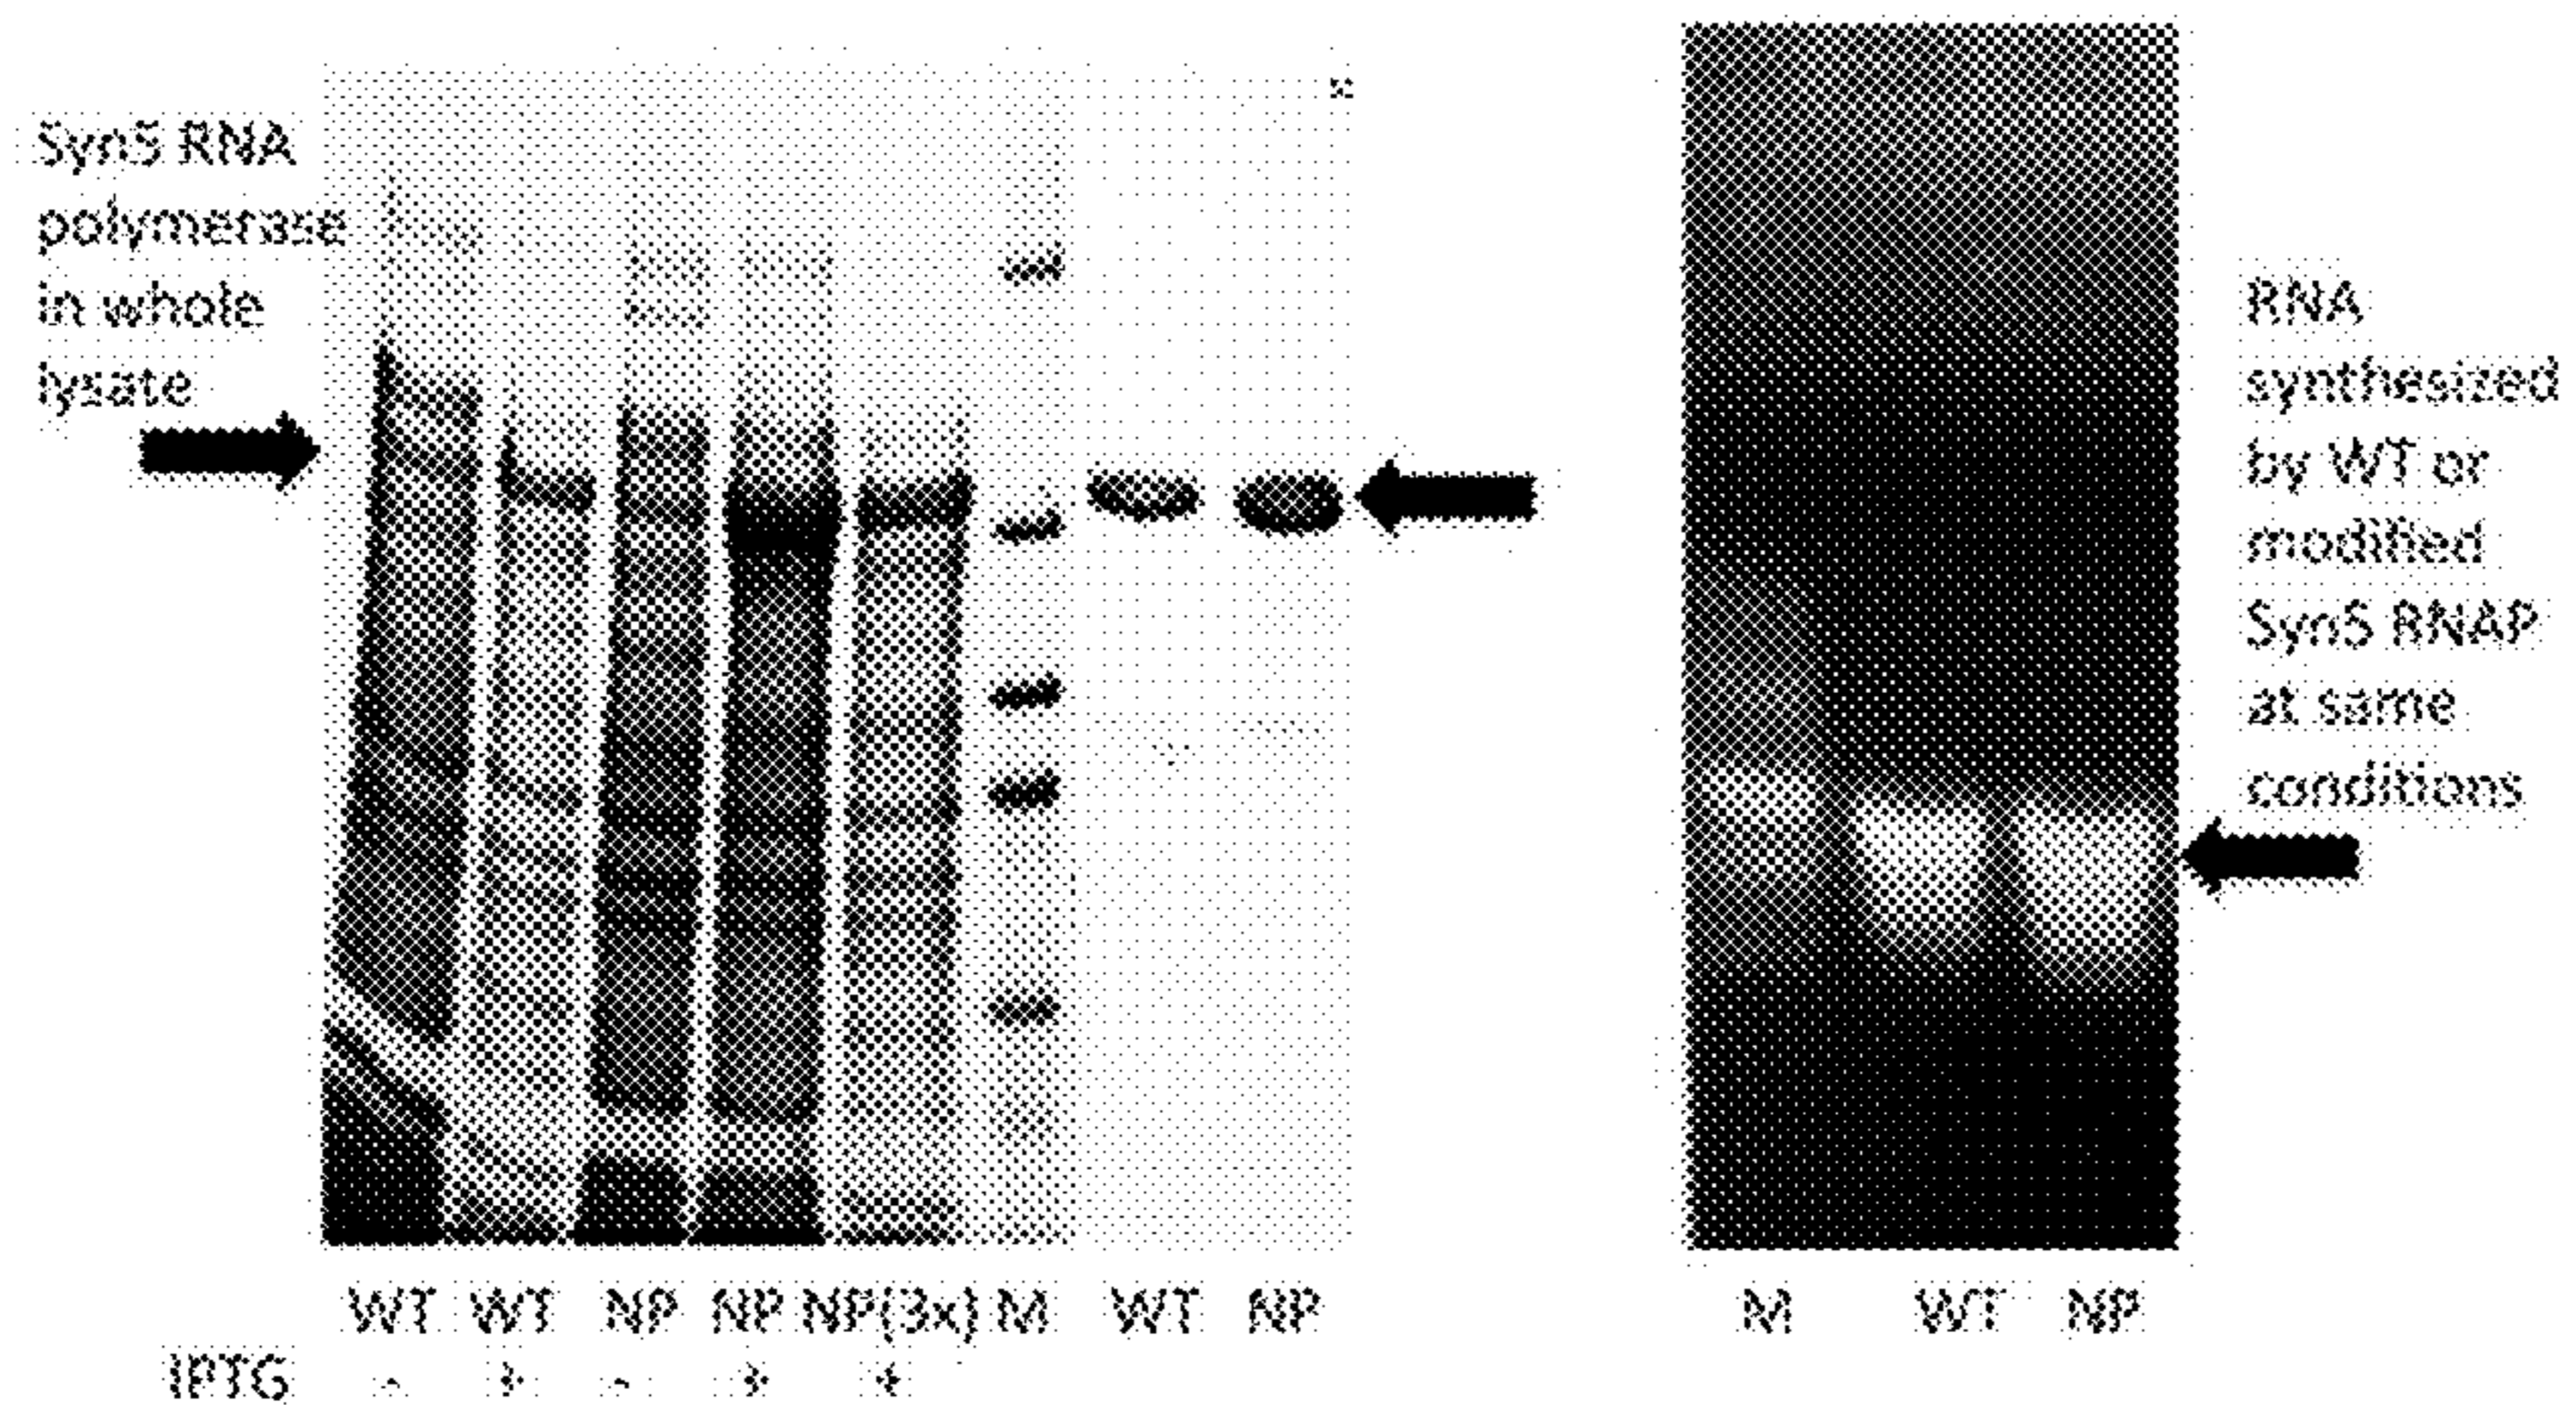 Syn5 RNA
polymerase
in whole
lysate
RNA
synthesized
by WT or
modified
Syn5 RNAP
at same
conditions
WT WT NP NP NP(3x) M WT NP
IPTG - + - + +
M WT NP